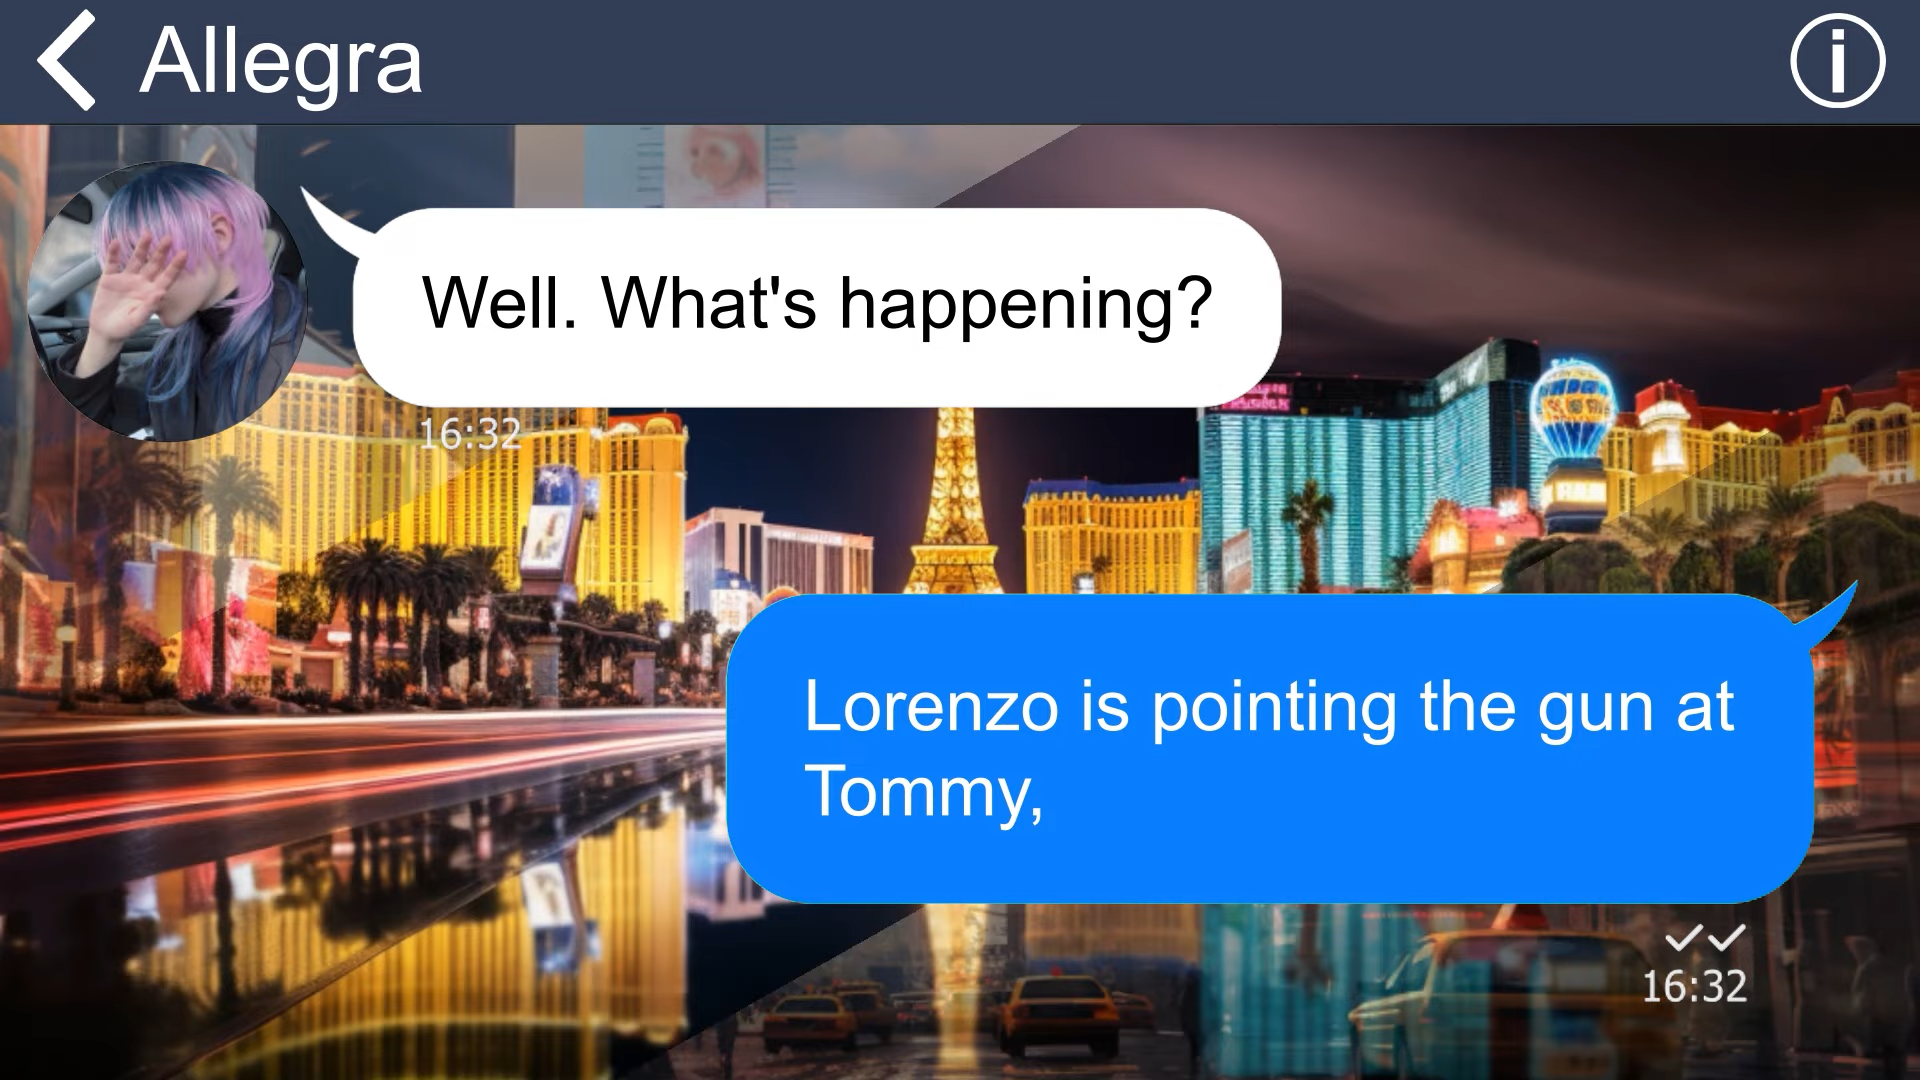 Allegra
Well. What's happening?
16:32
Lorenzo is pointing the gun at
Tommy,
16:32